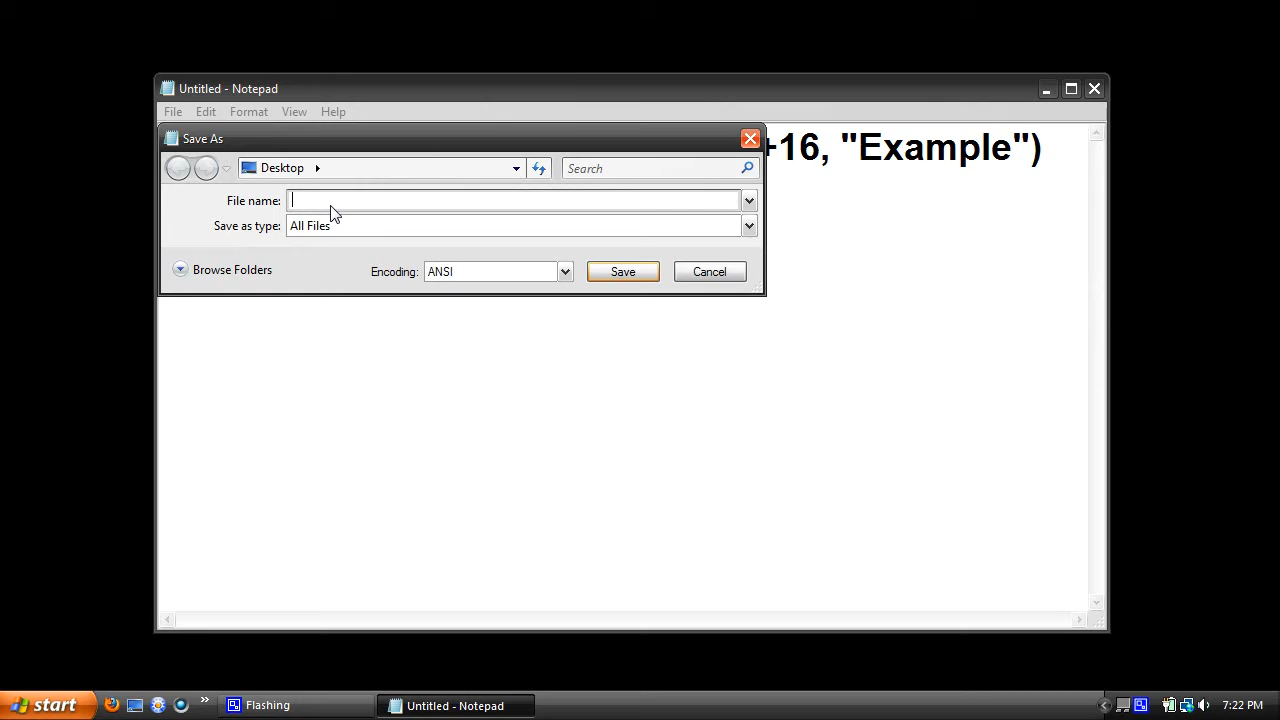 Untitled - Notepad
File Edit Format View Help
Save As
+16, "Example")
Desktop
Search
File name:
Save as type: All Files
Browse Folders
Encoding: ANSI
Save
Cancel
start
Flashing
Untitled - Notepad
7:22 PM